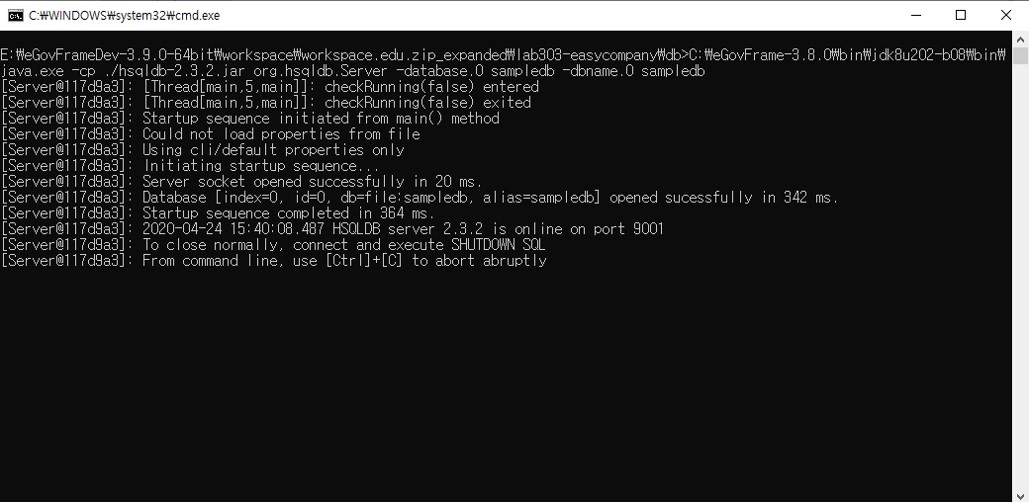 C:₩WINDOWS₩system32₩cmd.exe
E:₩eGovFrameDev-3.9.0-64bit₩workspace₩workspace.edu.zip_expanded₩lab303-easycompany₩db>C:₩eGovFrame-3.8.0₩bin₩jdk8u202-b08₩bin₩
java.exe -cp ./hsqldb-2.3.2.jar org.hsqldb.Server -database.0 sampledb -dbname.0 sampledb
[Server@117d9a3]: [Thread[main,5,main]]: checkRunning(false) entered
[Server@117d9a3]: [Thread[main,5,main]]: checkRunning(false) exited
[Server@117d9a3]: Startup sequence initiated from main() method
[Server@117d9a3]: Could not load properties from file
[Server@117d9a3]: Using cli/default properties only
[Server@117d9a3]: Initiating startup sequence...
[Server@117d9a3]: Server socket opened successfully in 20 ms.
[Server@117d9a3]: Database [index=0, id=0, db=file:sampledb, alias=sampledb] opened sucessfully in 342 ms.
[Server@117d9a3]: Startup sequence completed in 364 ms.
[Server@117d9a3]: 2020-04-24 15:40:08.487 HSQLDB server 2.3.2 is online on port 9001
[Server@117d9a3]: To close normally, connect and execute SHUTDOWN SQL
[Server@117d9a3]: From command line, use [Ctrl]+[C] to abort abruptly